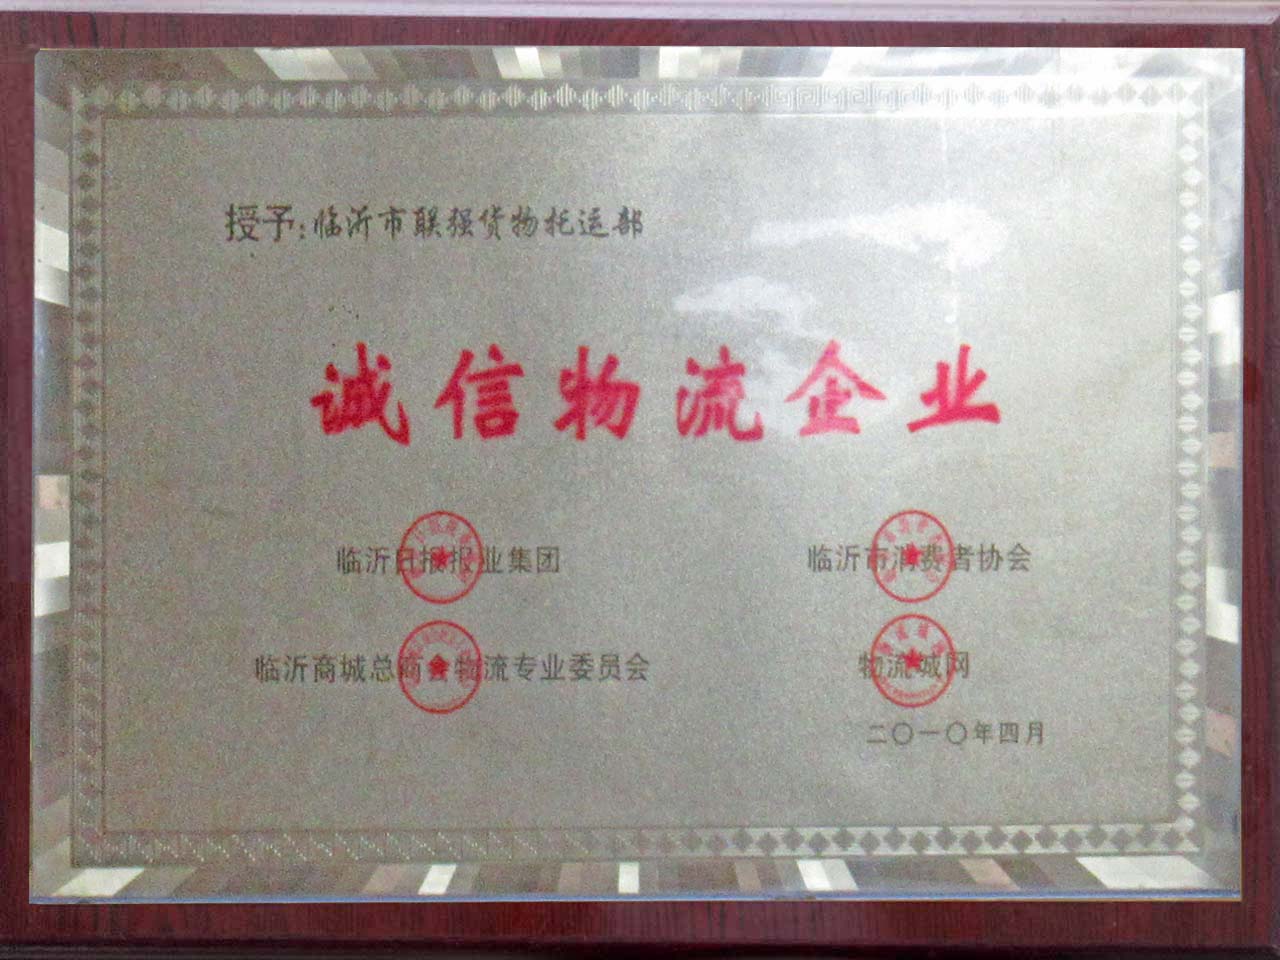 授予:临沂市联强货物托运部
诚信物流企业
临沂日报报业集团 临沂市消费者协会
临沂商城总商会物流专业委员会 物流城网
二〇一〇年四月